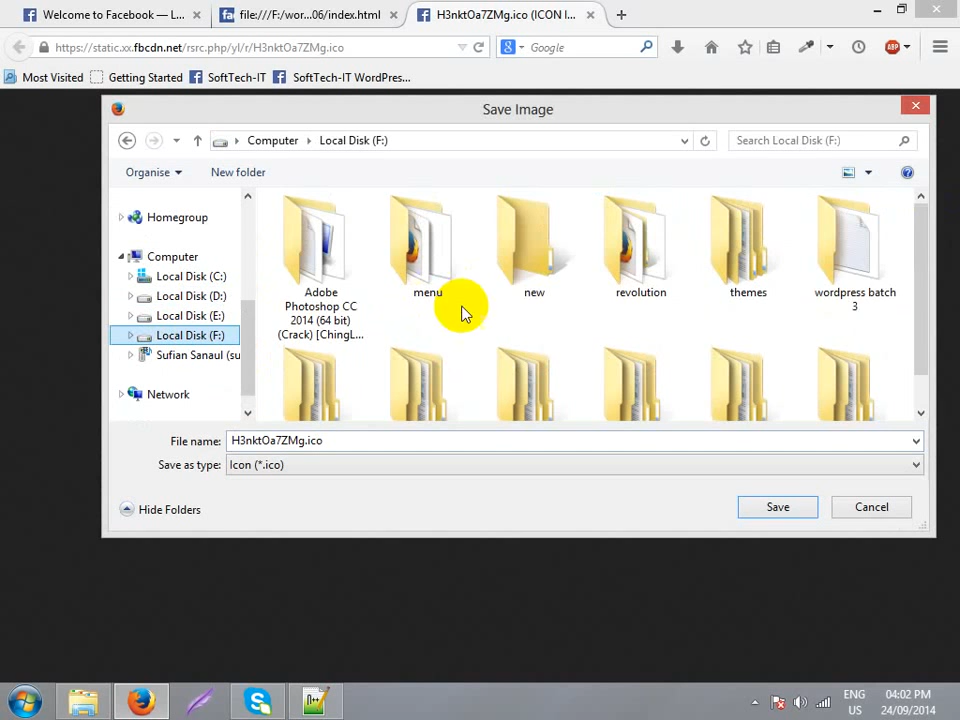 Welcome to Facebook — L...
file:///F:/wor...06/index.html
H3nktOa7ZMg.ico (ICON I...
https://static.xx.fbcdn.net/rsrc.php/yl/r/H3nktOa7ZMg.ico
Google
ABP
Most Visited
Getting Started
SoftTech-IT
SoftTech-IT WordPres...
Save Image
Computer
Local Disk (F:)
Search Local Disk (F:)
Organise
New folder
Homegroup
Computer
Local Disk (C:)
Local Disk (D:)
Local Disk (E:)
Local Disk (F:)
Sufian Sanaul (su
Network
Adobe
Photoshop CC
2014 (64 bit)
(Crack) [ChingL...
menu
new
revolution
themes
wordpress batch
3
File name:
H3nktOa7ZMg.ico
Save as type:
Icon (*.ico)
Hide Folders
Save
Cancel
ENG
US
04:02 PM
24/09/2014